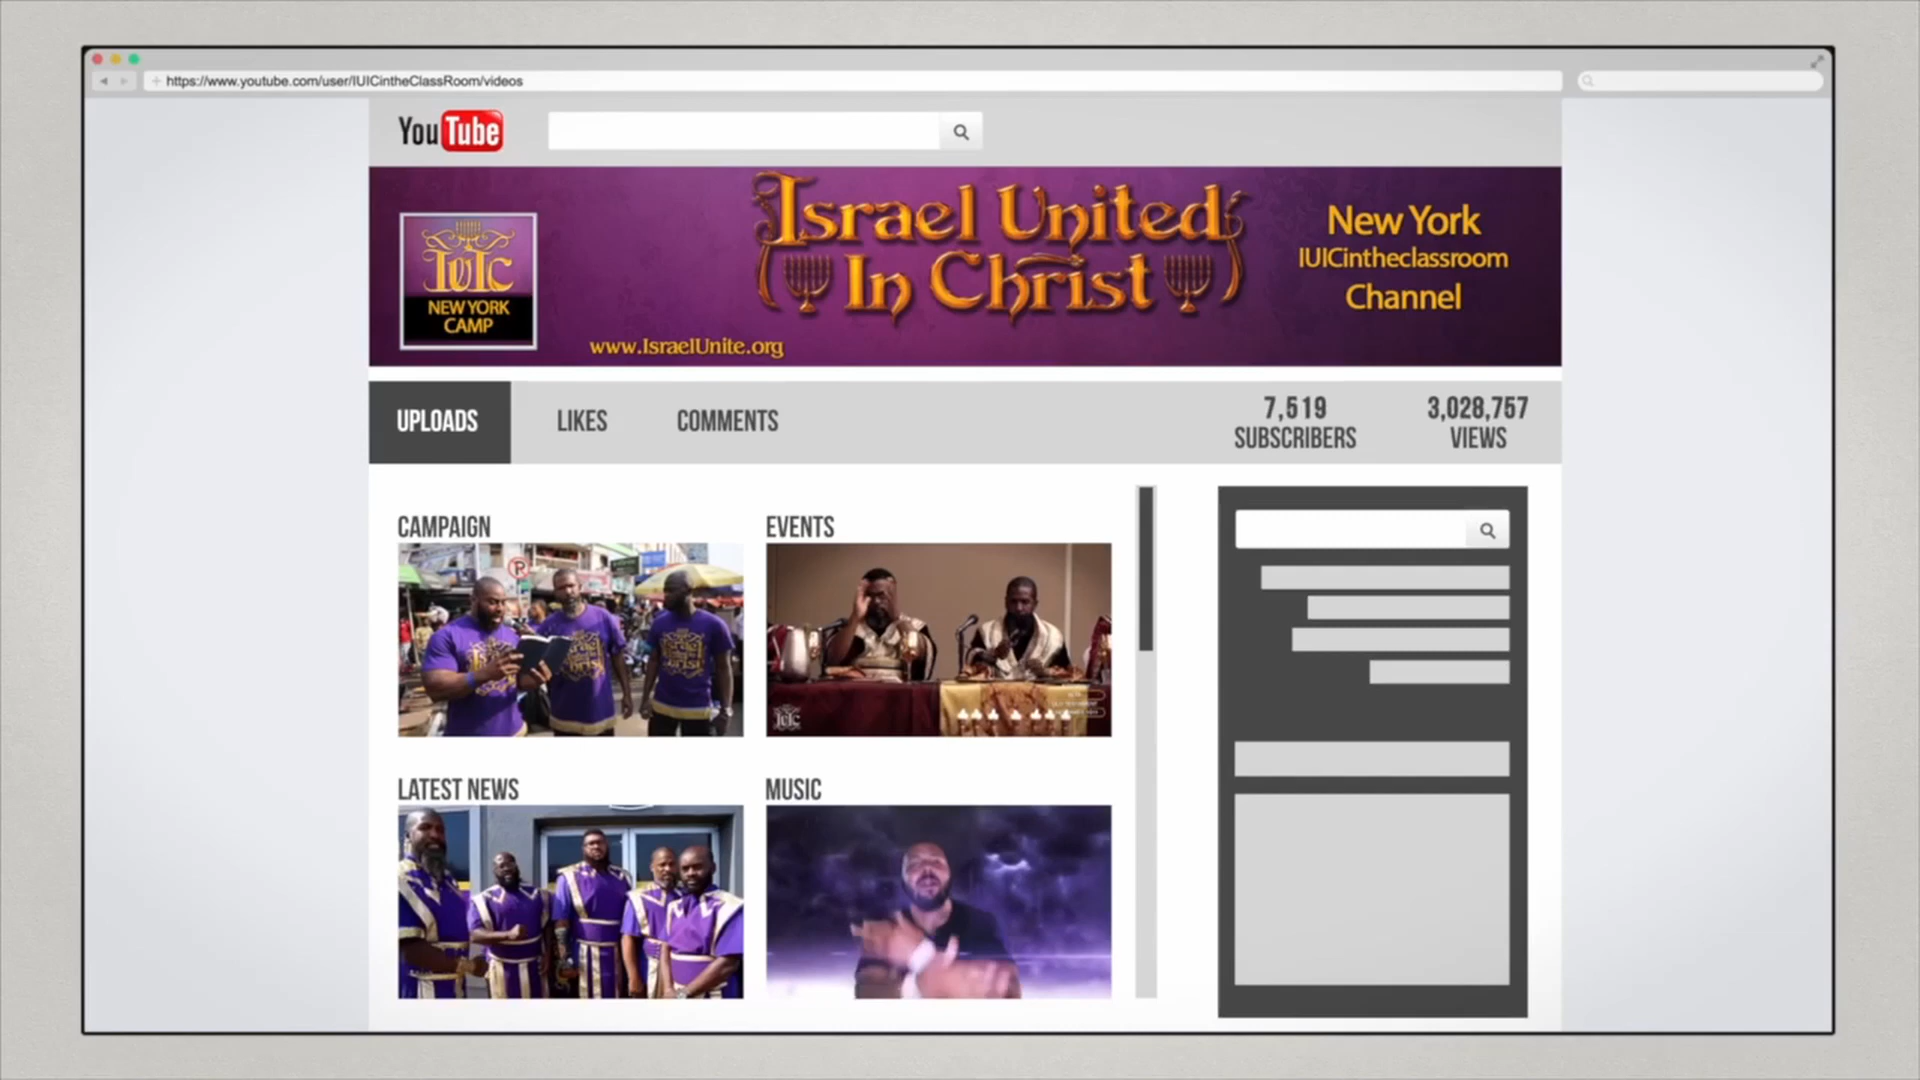 https://www.youtube.com/user/IUICintheClassRoom/videos
YouTube
Israel United
In Christ
New York
IUICintheclassroom
Channel
IUIC
NEW YORK
CAMP
www.IsraelUnite.org
UPLOADS
LIKES
COMMENTS
7,519
SUBSCRIBERS
3,028,757
VIEWS
CAMPAIGN
EVENTS
IUIC
LATEST NEWS
MUSIC